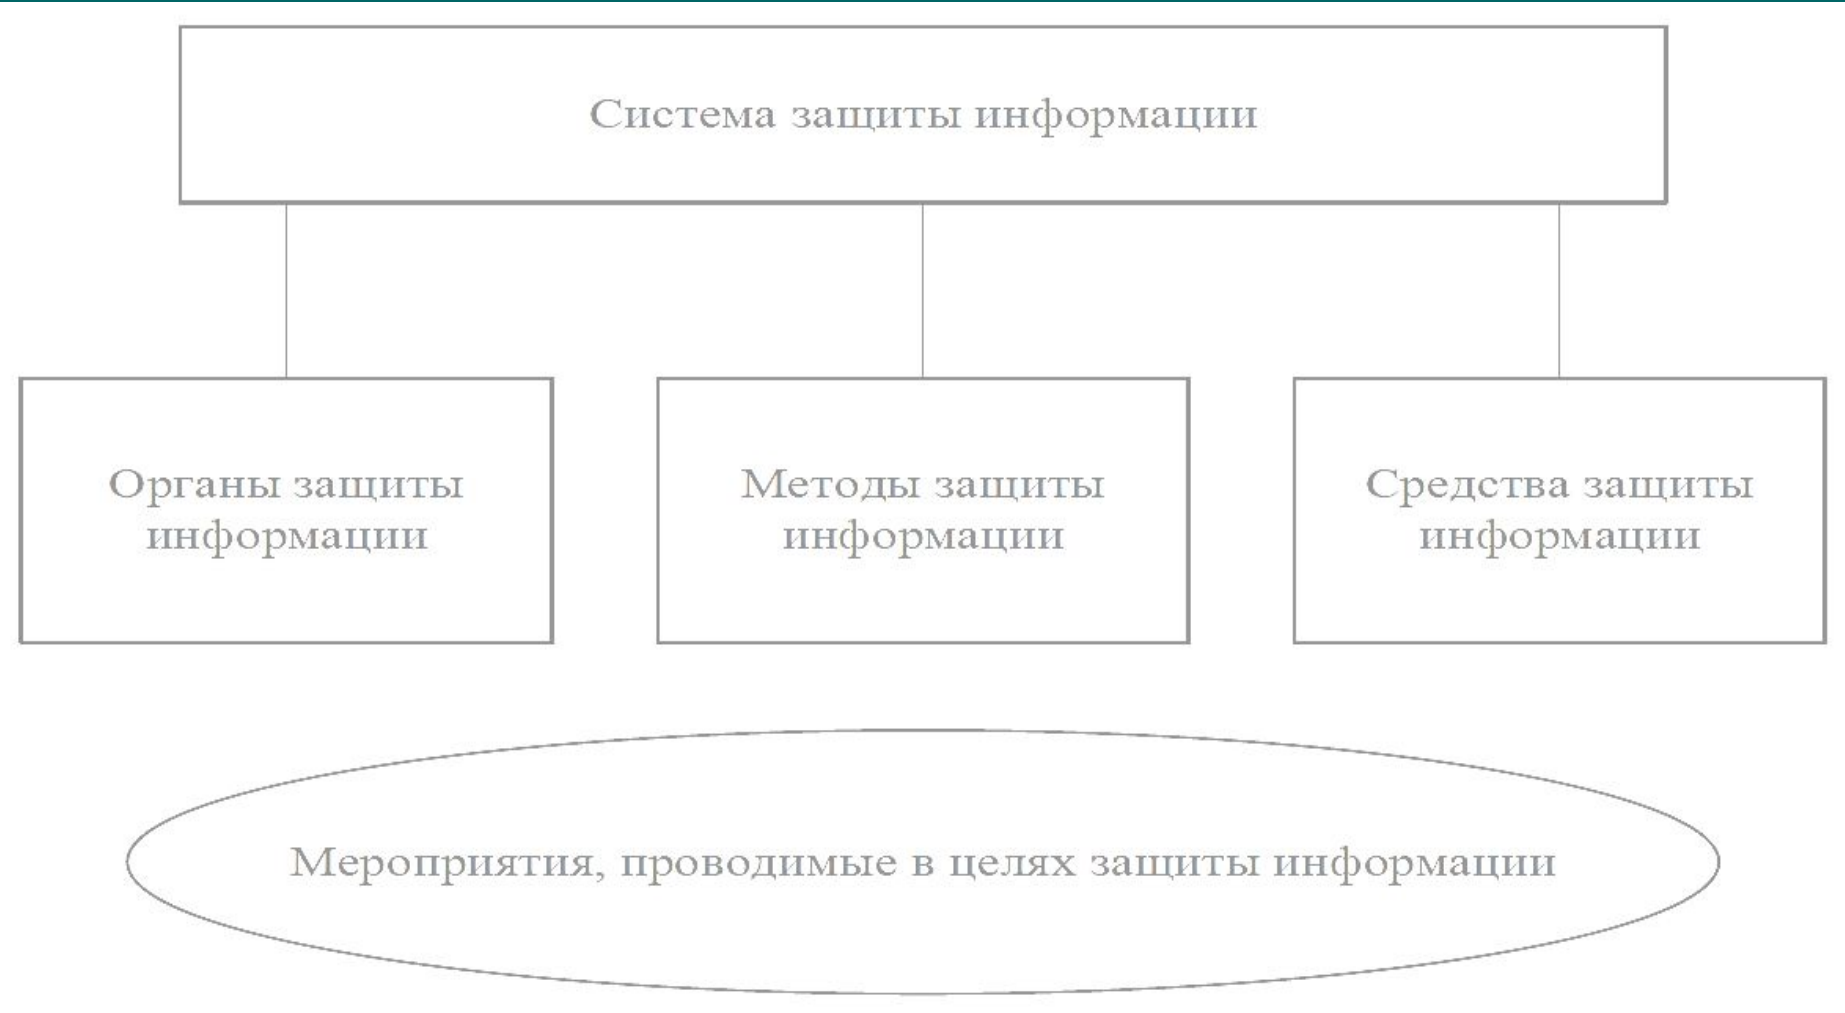 Система защиты информации
Органы защиты
информации
Методы защиты
информации
Средства защиты
информации
Мероприятия, проводимые в целях защиты информации